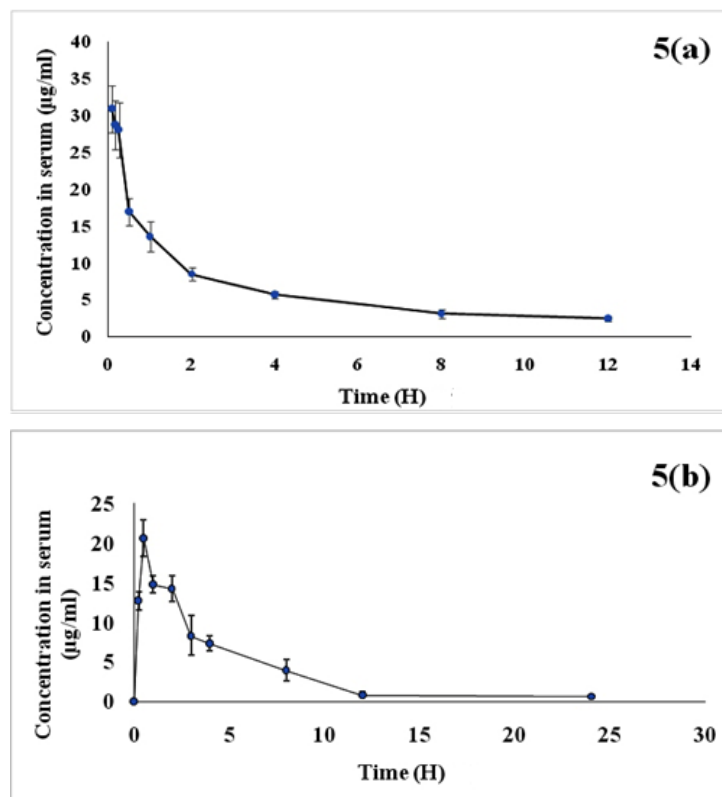 5(a)
Concentration in serum (µg/ml)
40
35
30
25
20
15
10
5
0
0 2 4 6 8 10 12 14
Time (H)
5(b)
Concentration in serum
(µg/ml)
25
20
15
10
5
0
0 5 10 15 20 25 30
Time (H)